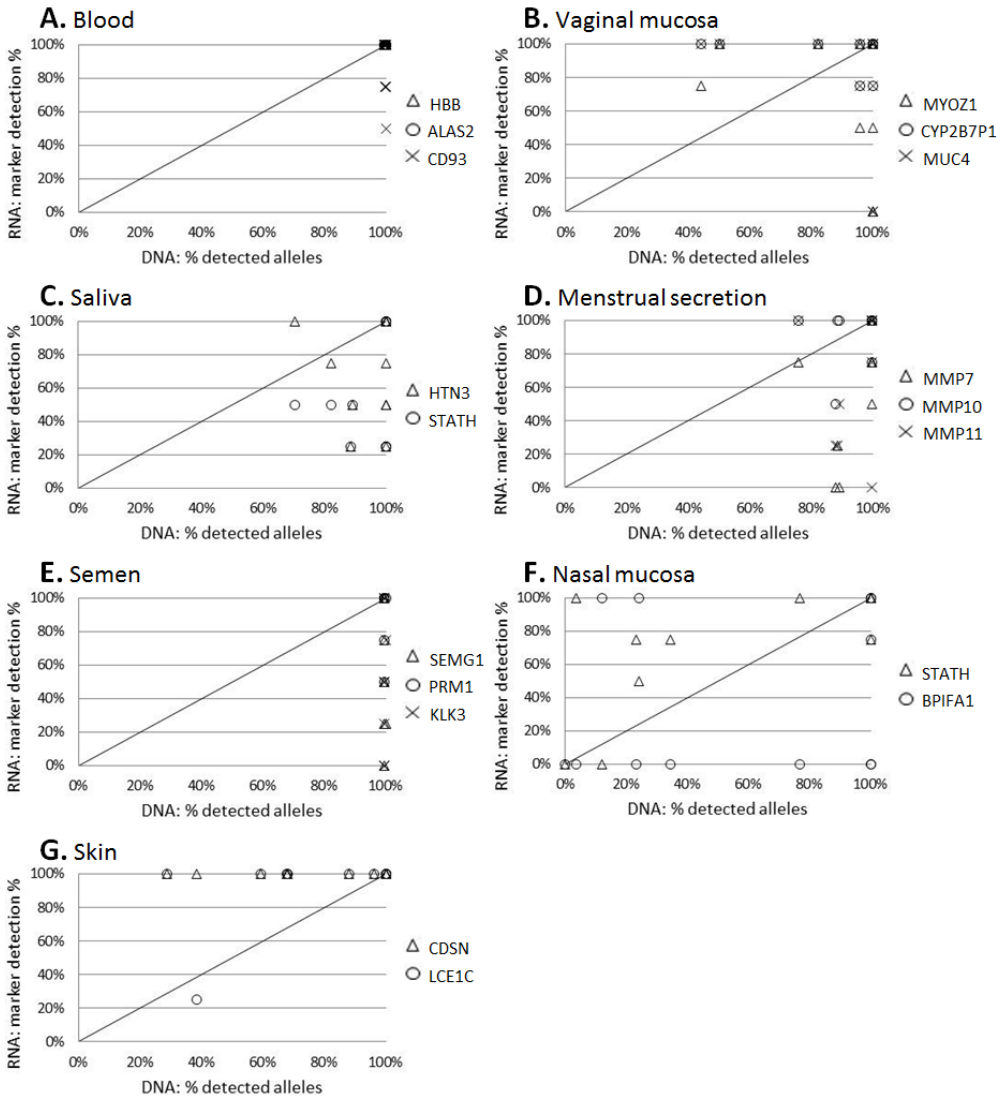 A. Blood
RNA: marker detection %
100%
80%
60%
40%
20%
0%
0% 20% 40% 60% 80% 100%
DNA: % detected alleles
HBB
ALAS2
CD93
B. Vaginal mucosa
RNA: marker detection %
100%
80%
60%
40%
20%
0%
0% 20% 40% 60% 80% 100%
DNA: % detected alleles
MYOZ1
CYP2B7P1
MUC4
C. Saliva
RNA: marker detection %
100%
80%
60%
40%
20%
0%
0% 20% 40% 60% 80% 100%
DNA: % detected alleles
HTN3
STATH
D. Menstrual secretion
RNA: marker detection %
100%
80%
60%
40%
20%
0%
0% 20% 40% 60% 80% 100%
DNA: % detected alleles
MMP7
MMP10
MMP11
E. Semen
RNA: marker detection %
100%
80%
60%
40%
20%
0%
0% 20% 40% 60% 80% 100%
DNA: % detected alleles
SEMG1
PRM1
KLK3
F. Nasal mucosa
RNA: marker detection %
100%
80%
60%
40%
20%
0%
0% 20% 40% 60% 80% 100%
DNA: % detected alleles
STATH
BPIFA1
G. Skin
RNA: marker detection %
100%
80%
60%
40%
20%
0%
0% 20% 40% 60% 80% 100%
DNA: % detected alleles
CDSN
LCE1C